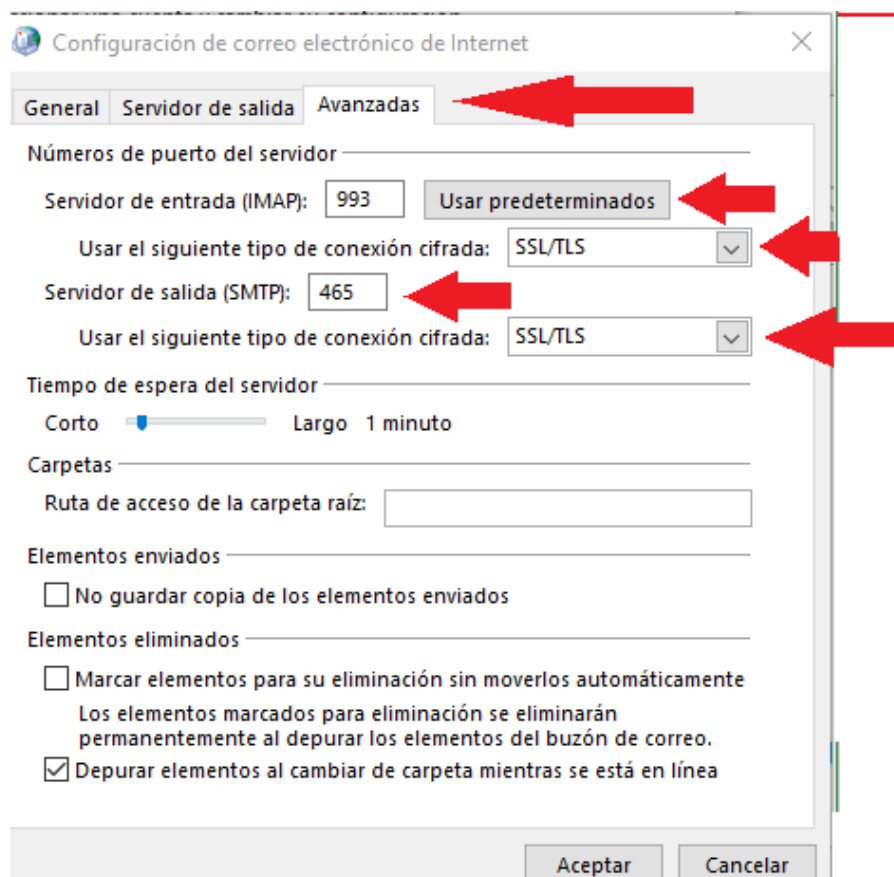 Configuración de correo electrónico de Internet
General Servidor de salida Avanzadas
Números de puerto del servidor
Servidor de entrada (IMAP): 993 Usar predeterminados
Usar el siguiente tipo de conexión cifrada: SSL/TLS
Servidor de salida (SMTP): 465
Usar el siguiente tipo de conexión cifrada: SSL/TLS
Tiempo de espera del servidor
Corto Largo 1 minuto
Carpetas
Ruta de acceso de la carpeta raíz:
Elementos enviados
No guardar copia de los elementos enviados
Elementos eliminados
Marcar elementos para su eliminación sin moverlos automáticamente
Los elementos marcados para eliminación se eliminarán
permanentemente al depurar los elementos del buzón de correo.
Depurar elementos al cambiar de carpeta mientras se está en línea
Aceptar Cancelar